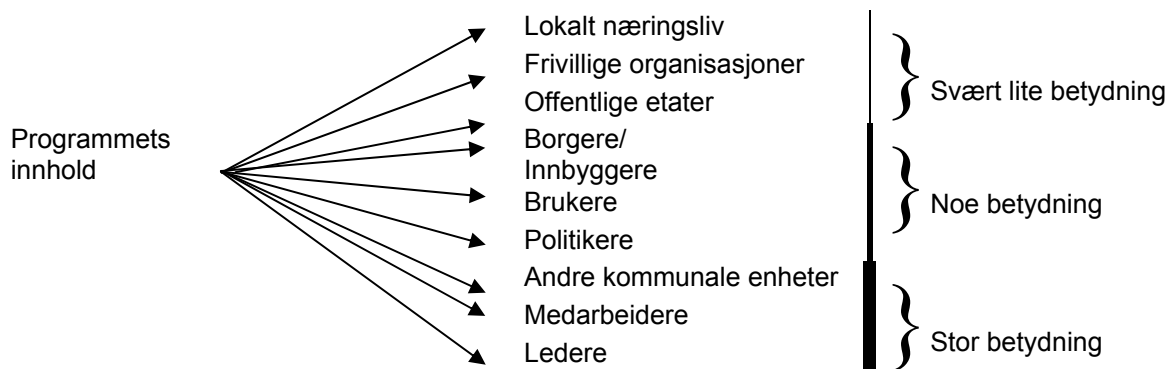 Programmets
innhold
Lokalt næringsliv
Frivillige organisasjoner
Offentlige etater
Borgere/
Innbyggere
Brukere
Politikere
Andre kommunale enheter
Medarbeidere
Ledere
Svært lite betydning
Noe betydning
Stor betydning